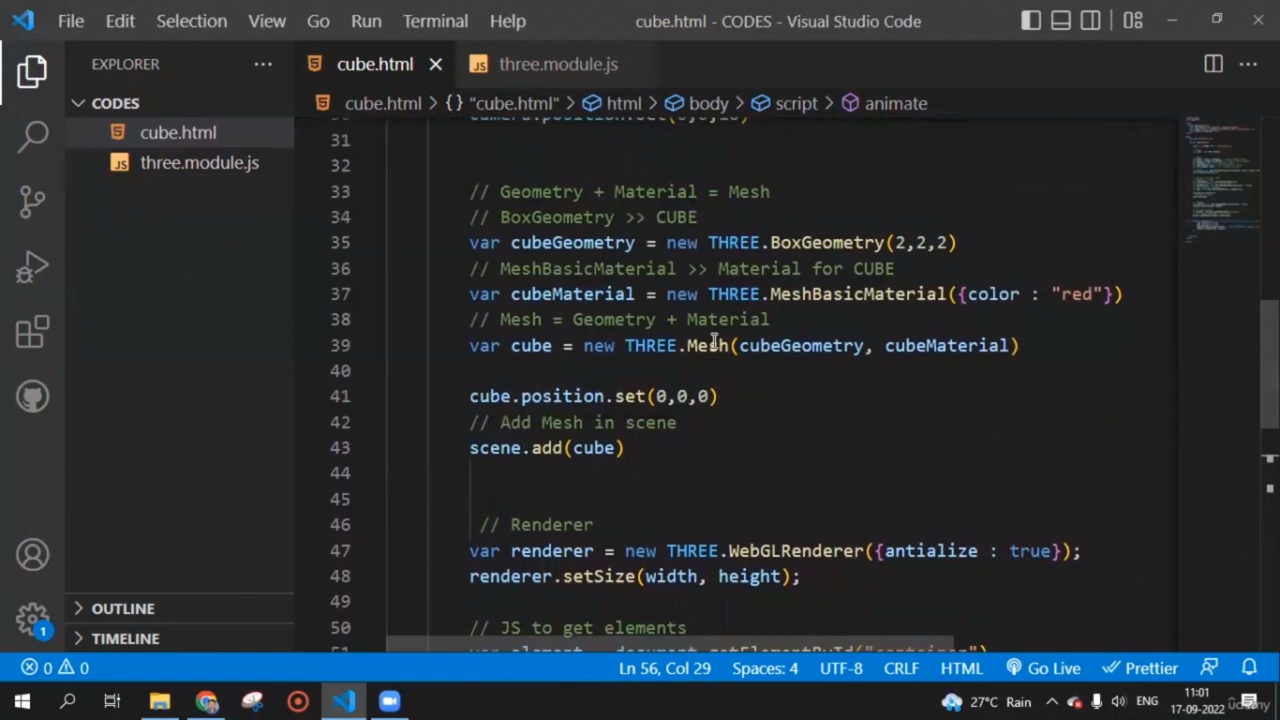 File Edit Selection View Go Run Terminal Help cube.html - CODES - Visual Studio Code
EXPLORER
cube.html
JS three.module.js
CODES
cube.html
JS three.module.js
cube.html > {} "cube.html" > html > body > script > animate
31
32
33 // Geometry + Material = Mesh
34 // BoxGeometry >> CUBE
35 var cubeGeometry = new THREE.BoxGeometry(2,2,2)
36 // MeshBasicMaterial >> Material for CUBE
37 var cubeMaterial = new THREE.MeshBasicMaterial({color : "red"})
38 // Mesh = Geometry + Material
39 var cube = new THREE.Mesh(cubeGeometry, cubeMaterial)
40
41 cube.position.set(0,0,0)
42 // Add Mesh in scene
43 scene.add(cube)
44
45
46 // Renderer
47 var renderer = new THREE.WebGLRenderer({antialize : true});
48 renderer.setSize(width, height);
49
50 // JS to get elements
OUTLINE
TIMELINE
1
0 0 Ln 56, Col 29 Spaces: 4 UTF-8 CRLF HTML Go Live Prettier
27°C Rain ENG 11:01
17-09-2022